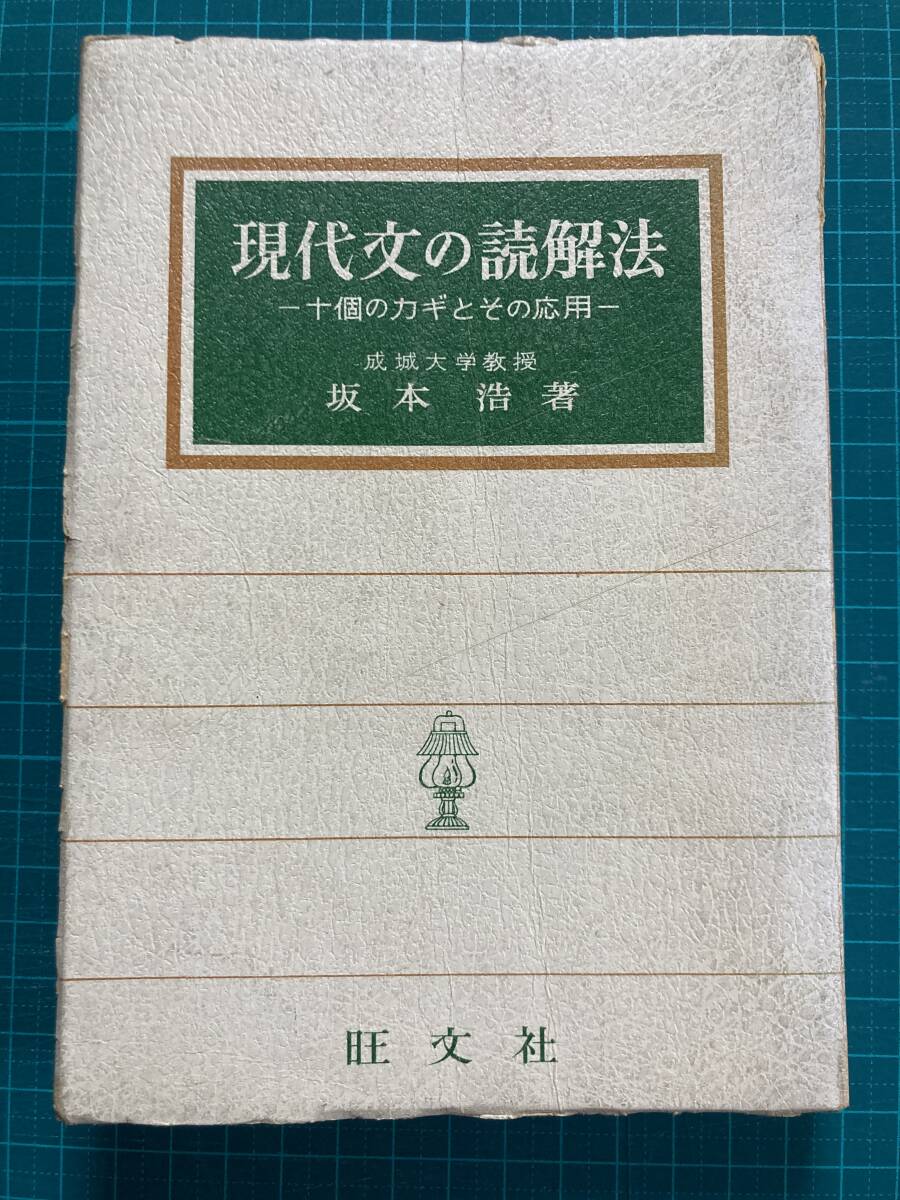 現代文の読解法
－十個のカギとその応用－
成城大学教授
坂本 浩 著
旺文社